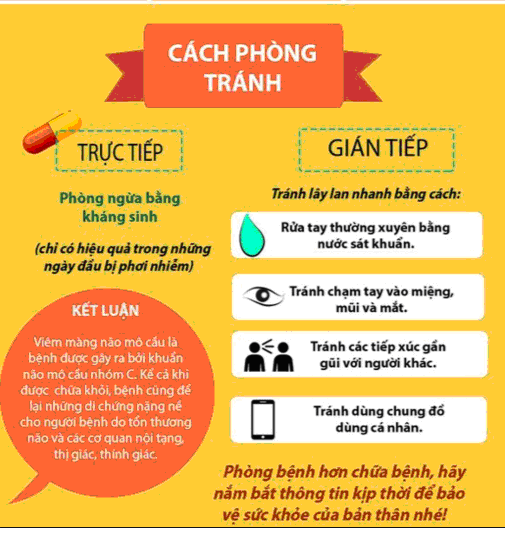 CÁCH PHÒNG
TRÁNH
TRỰC TIẾP
Phòng ngừa bằng
kháng sinh
(chỉ có hiệu quả trong những
ngày đầu bị phơi nhiễm)
KẾT LUẬN
Viêm màng não mô cầu là
bệnh được gây ra bởi khuẩn
não mô cầu nhóm C. Kể cả khi
được chữa khỏi, bệnh cũng để
lại những di chứng nặng nề
cho người bệnh do tổn thương
não và các cơ quan nội tạng,
thị giác, thính giác.
GIÁN TIẾP
Tránh lây lan nhanh bằng cách:
Rửa tay thường xuyên bằng
nước sát khuẩn.
Tránh chạm tay vào miệng,
mũi và mắt.
Tránh các tiếp xúc gần
gũi với người khác.
Tránh dùng chung đồ
dùng cá nhân.
Phòng bệnh hơn chữa bệnh, hãy
nắm bắt thông tin kịp thời để bảo
vệ sức khỏe của bản thân nhé!